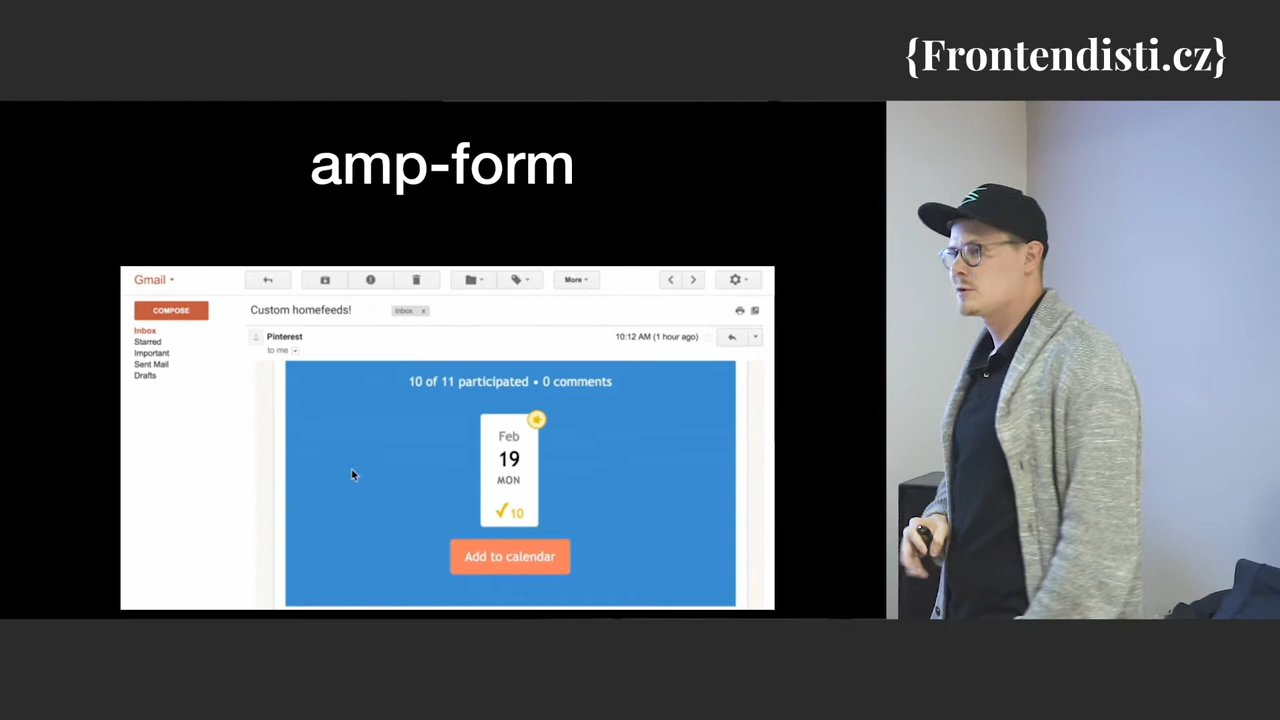 {Frontendisti.cz}
amp-form
Gmail
More
COMPOSE
Custom homefeeds!
Inbox x
Inbox
Starred
Important
Sent Mail
Drafts
Pinterest
10:12 AM (1 hour ago)
to me
10 of 11 participated • 0 comments
Feb
19
MON
✓10
Add to calendar